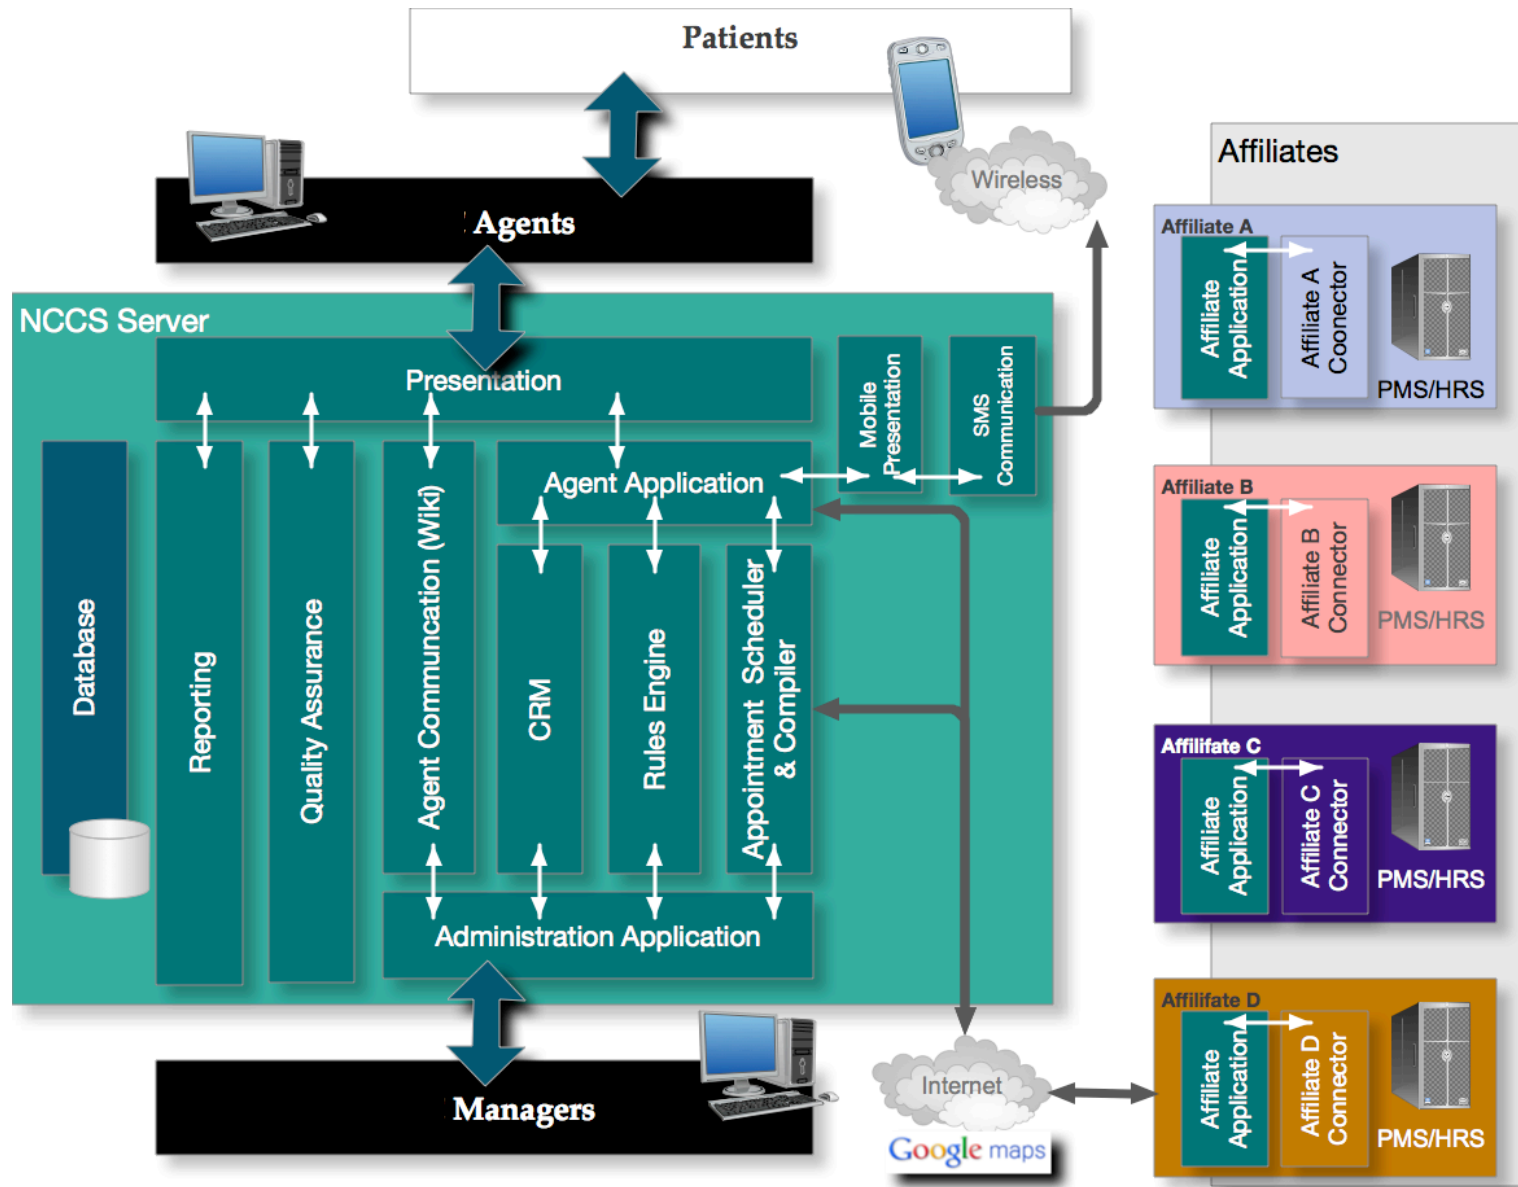 Patients
Wireless
Agents
NCCS Server
Presentation
Mobile
Presentation
SMS
Communication
Agent Application
Database
Reporting
Quality Assurance
Agent Communcation (Wiki)
CRM
Rules Engine
Appointment Scheduler
& Compiler
Administration Application
Managers
Internet
Google maps
Affiliates
Affiliate A
Affiliate
Application
Affiliate A
Coonector
PMS/HRS
Affiliate B
Affiliate
Application
Affiliate B
Connector
PMS/HRS
Affilifate C
Affiliate
Application
Affiliate C
Connector
PMS/HRS
Affilifate D
Affiliate
Application
Affiliate D
Connector
PMS/HRS